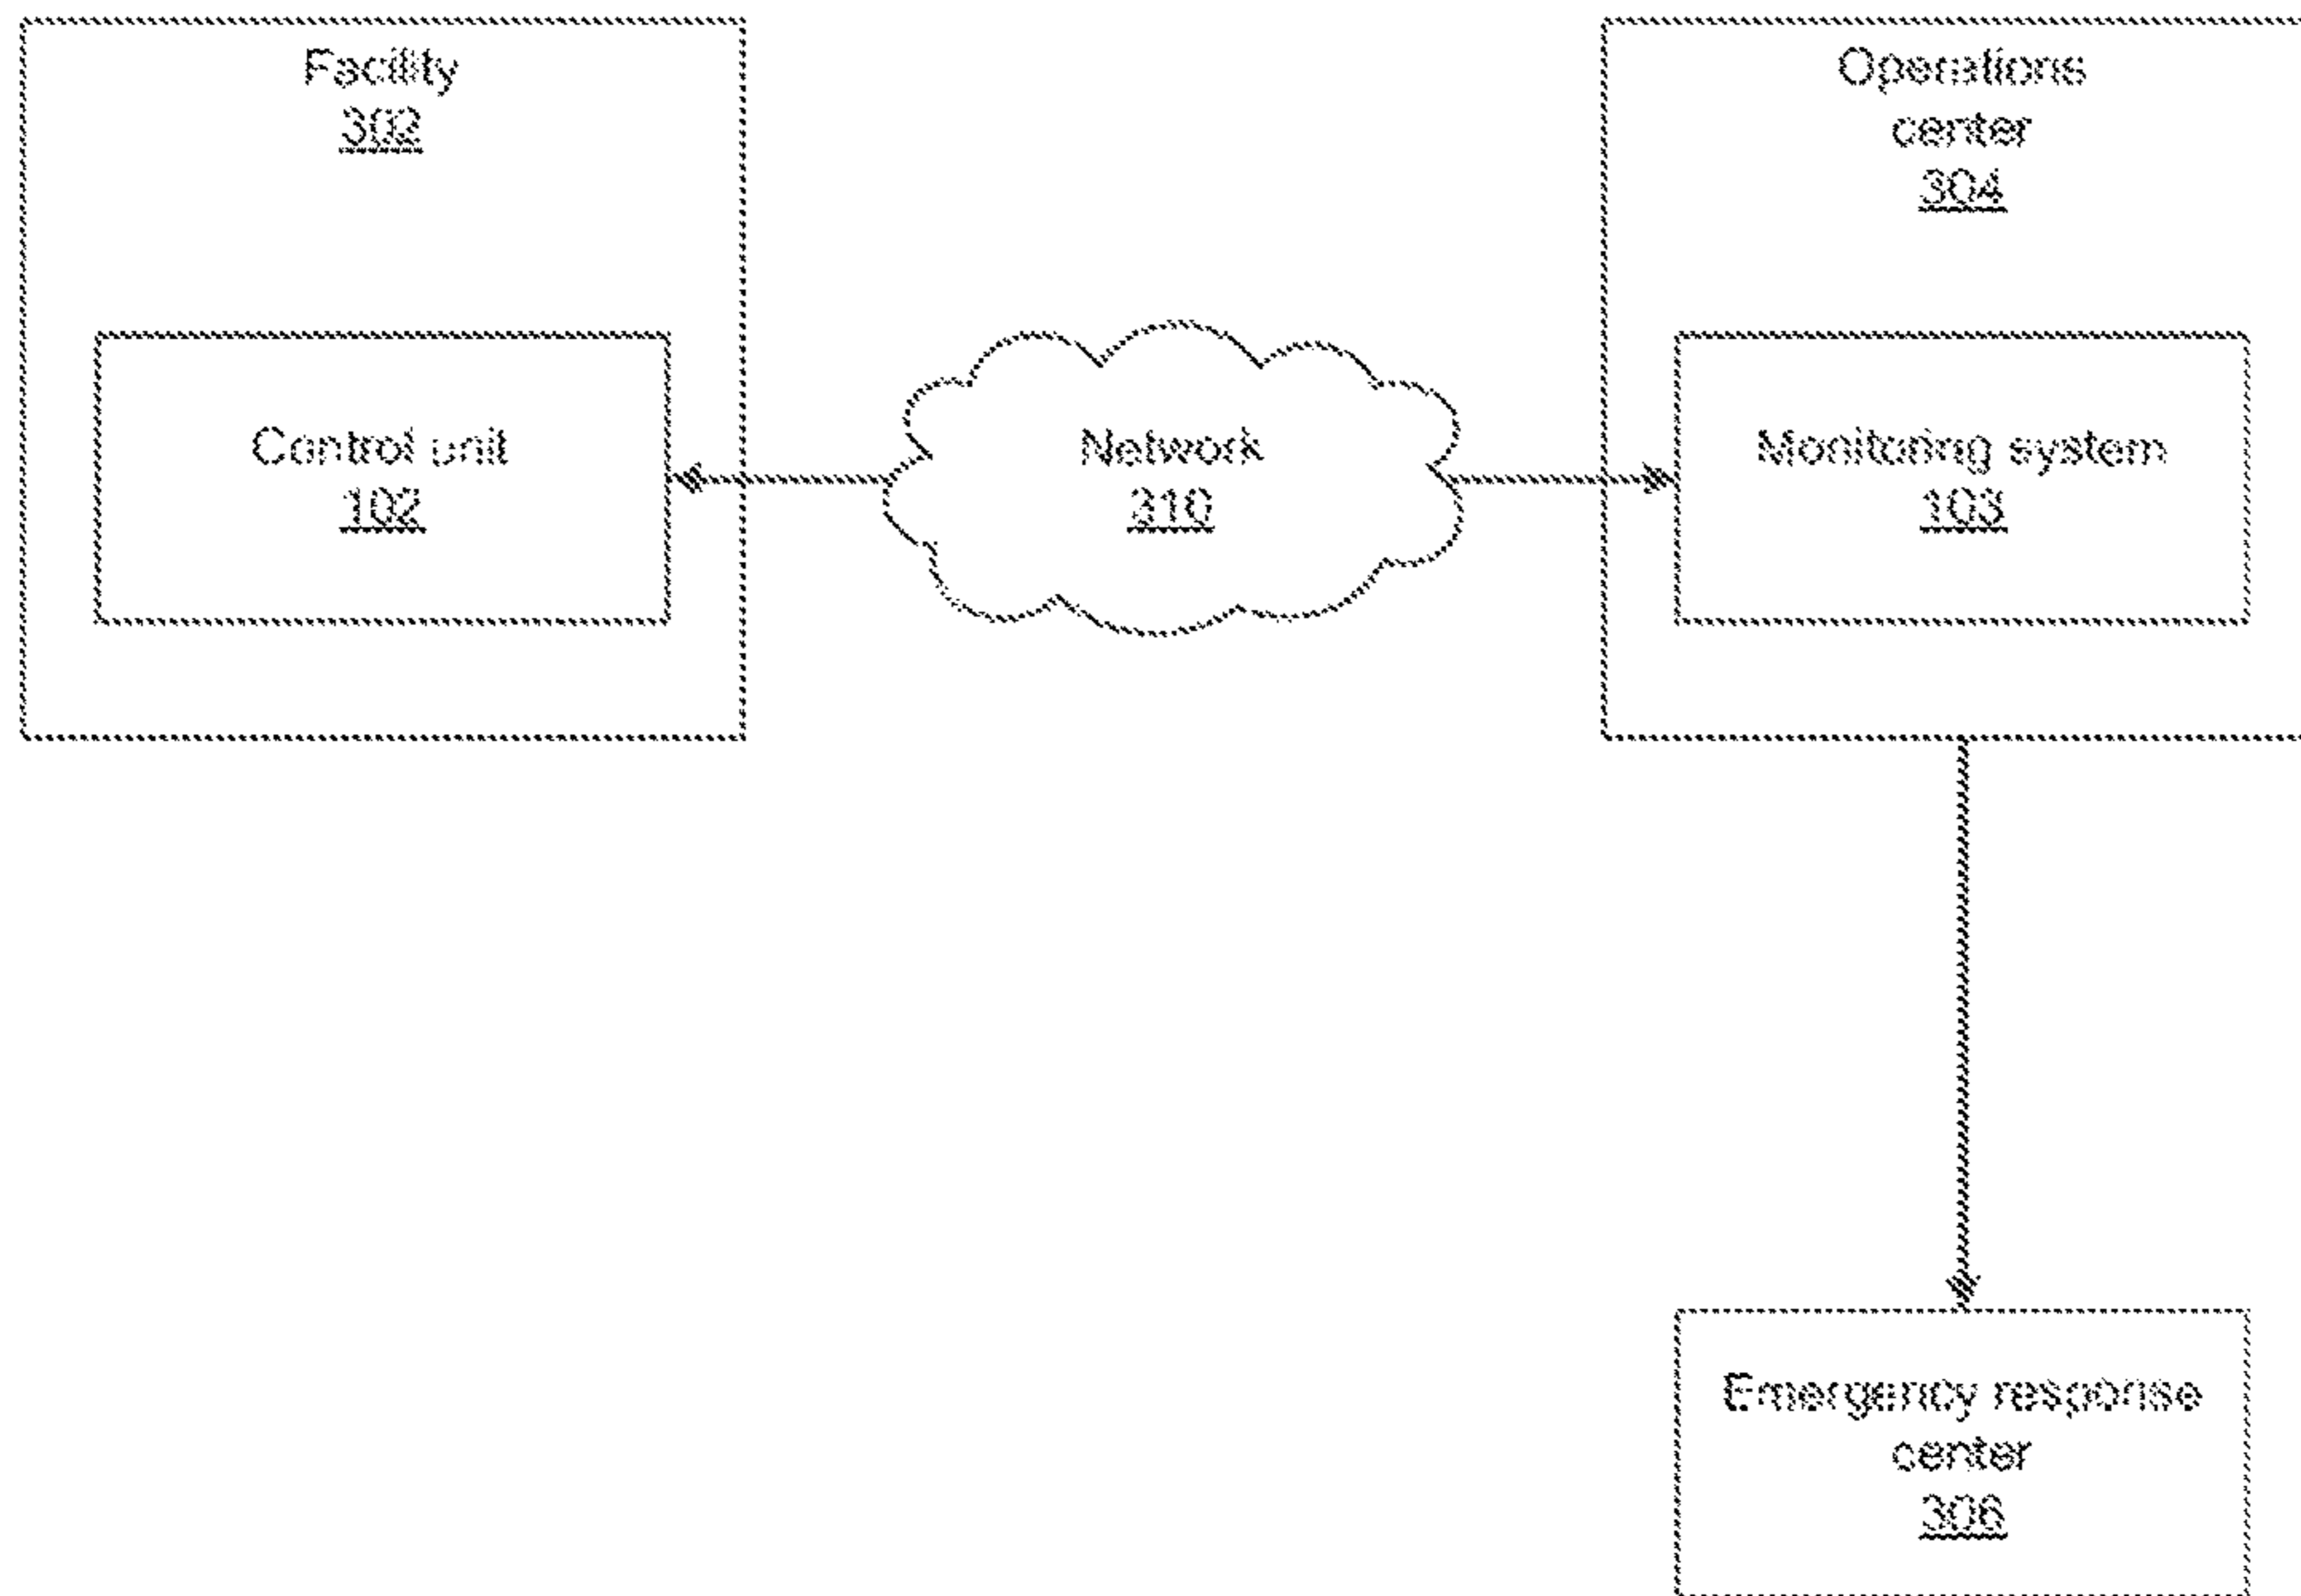 Facility
302
Operations
center
304
Control unit
102
Network
310
Monitoring system
103
Emergency response
center
306